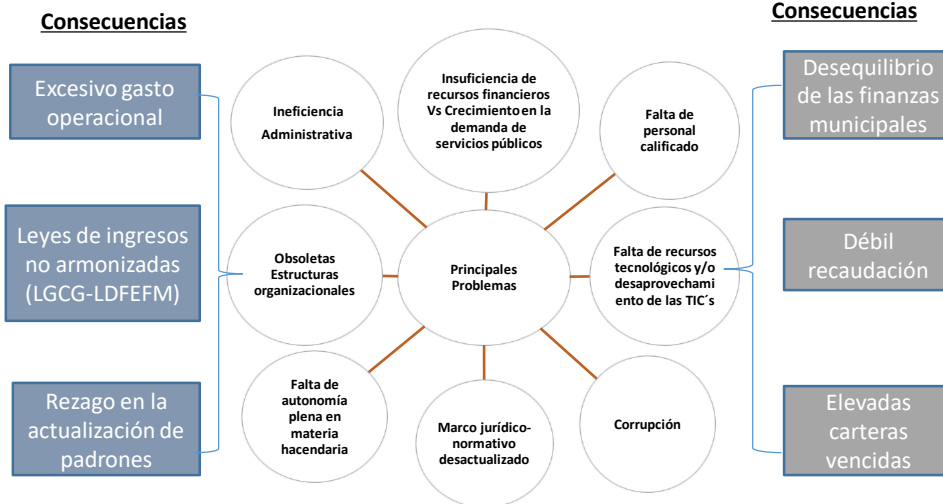 Consecuencias
Excesivo gasto
operacional
Leyes de ingresos
no armonizadas
(LGCG-LDFEFM)
Rezago en la
actualización de
padrones
Ineficiencia
Administrativa
Insuficiencia de
recursos financieros
Vs Crecimiento en la
demanda de
servicios públicos
Falta de
personal
calificado
Obsoletas
Estructuras
organizacionales
Principales
Problemas
Falta de recursos
tecnológicos y/o
desaprovechami
ento de las TIC´s
Falta de
autonomía
plena en
materia
hacendaria
Marco jurídico-
normativo
desactualizado
Corrupción
Consecuencias
Desequilibrio
de las finanzas
municipales
Débil
recaudación
Elevadas
carteras
vencidas